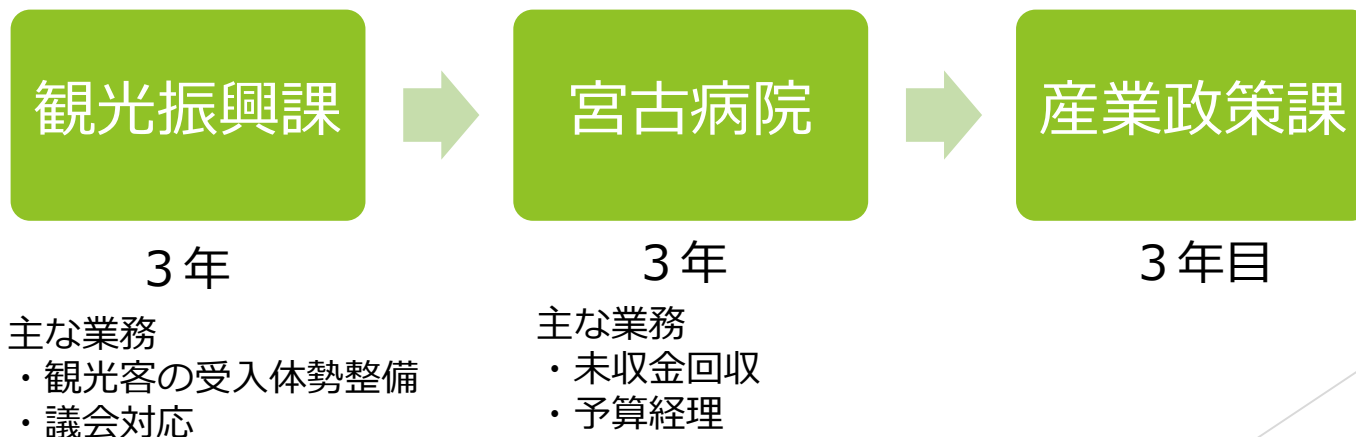 観光振興課
宮古病院
産業政策課
３年
３年
３年目
主な業務
・観光客の受入体勢整備
・議会対応
主な業務
・未収金回収
・予算経理